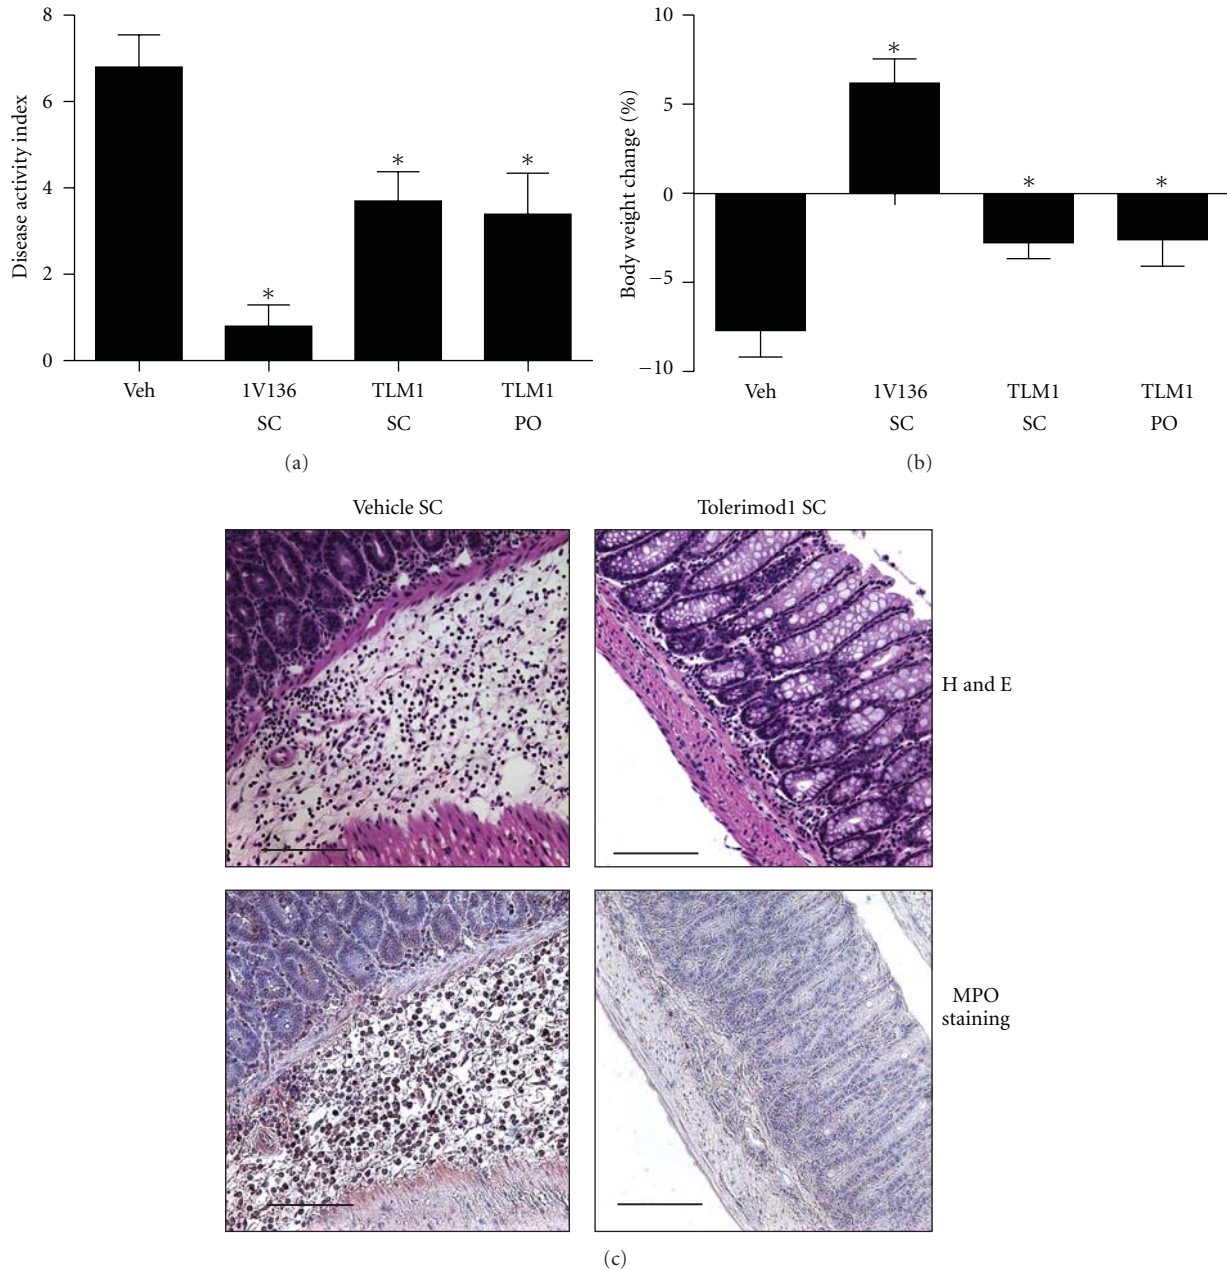 8
6
4
2
0
Disease activity index
*
*
*
Veh
1V136
SC
TLM1
SC
TLM1
PO
(a)
10
5
0
−5
−10
Body weight change (%)
*
*
*
Veh
1V136
SC
TLM1
SC
TLM1
PO
(b)
Vehicle SC
Tolerimod1 SC
H and E
MPO
staining
(c)